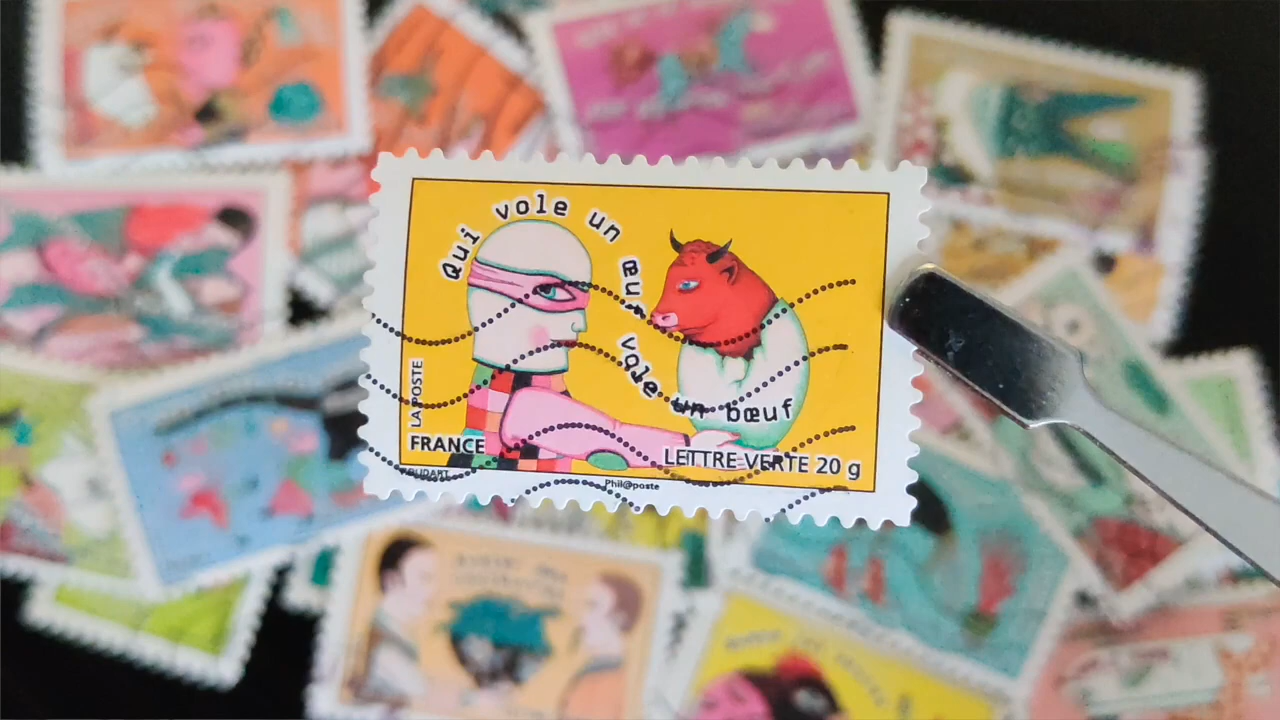 Qui vole un œuf vole un bœuf
LA POSTE
FRANCE
LETTRE VERTE 20 g
Phil@poste